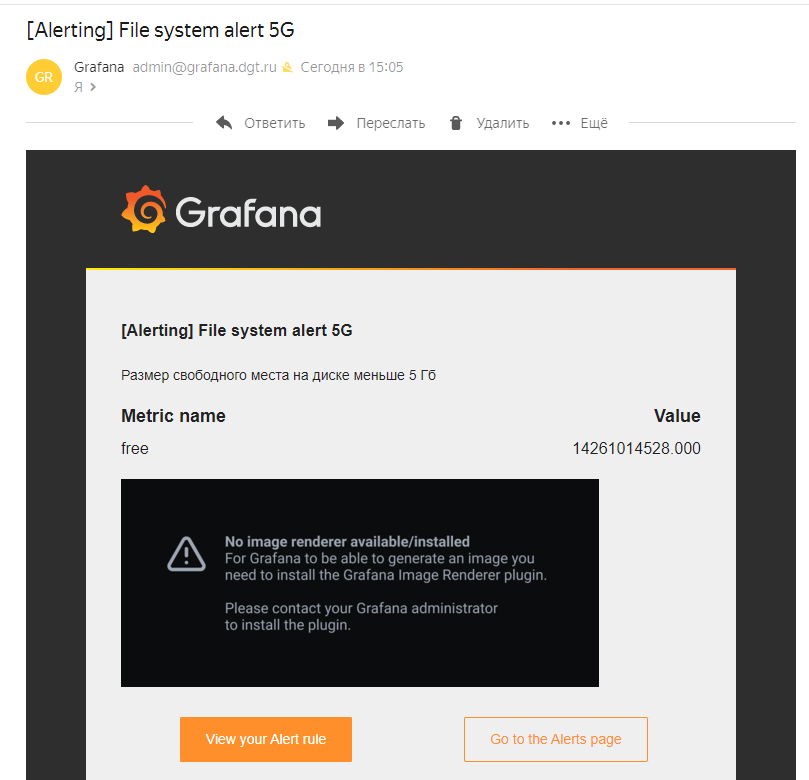 [Alerting] File system alert 5G
GR
Grafana admin@grafana.dgt.ru Сегодня в 15:05
Я
Ответить Переслать Удалить Ещё
Grafana
[Alerting] File system alert 5G
Размер свободного места на диске меньше 5 Гб
Metric name Value
free 14261014528.000
No image renderer available/installed
For Grafana to be able to generate an image you
need to install the Grafana Image Renderer plugin.
Please contact your Grafana administrator
to install the plugin.
View your Alert rule Go to the Alerts page